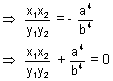 ⇒ x₁x₂/y₁y₂ = - a⁴/b⁴
⇒ x₁x₂/y₁y₂ + a⁴/b⁴ = 0